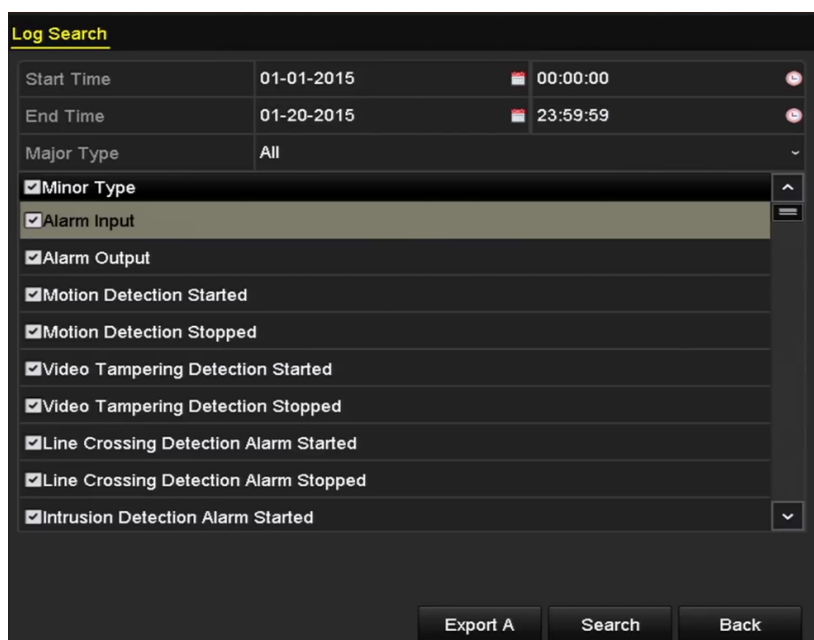 Log Search
Start Time 01-01-2015 00:00:00
End Time 01-20-2015 23:59:59
Major Type All
Minor Type
Alarm Input
Alarm Output
Motion Detection Started
Motion Detection Stopped
Video Tampering Detection Started
Video Tampering Detection Stopped
Line Crossing Detection Alarm Started
Line Crossing Detection Alarm Stopped
Intrusion Detection Alarm Started
Export A Search Back